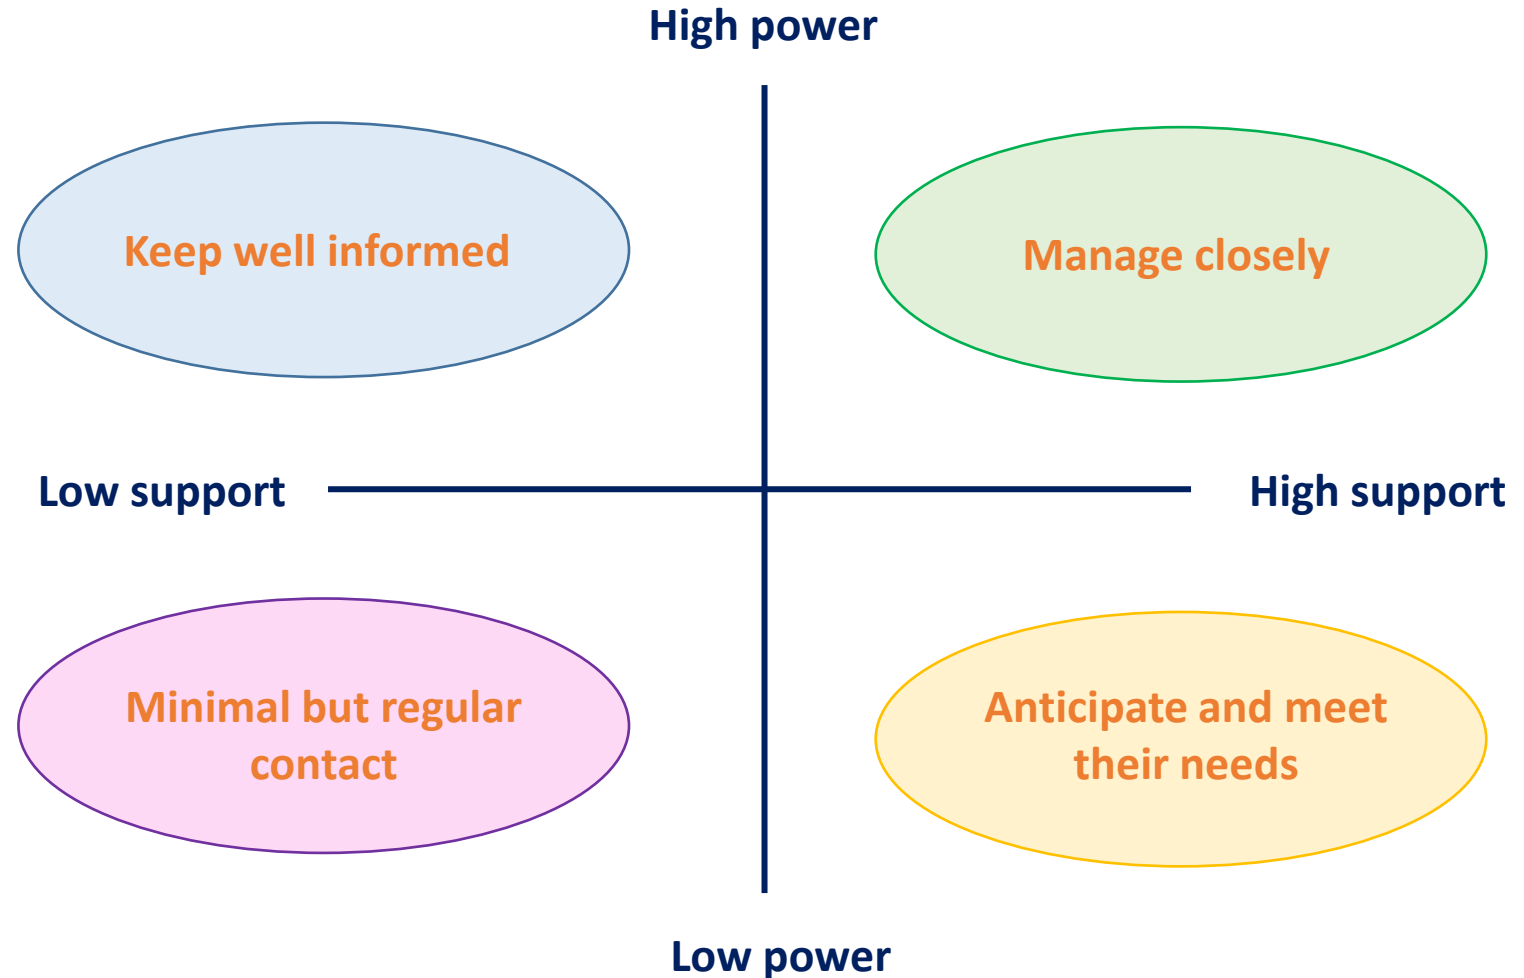 High power
Keep well informed
Manage closely
Low support
High support
Minimal but regular
contact
Anticipate and meet
their needs
Low power